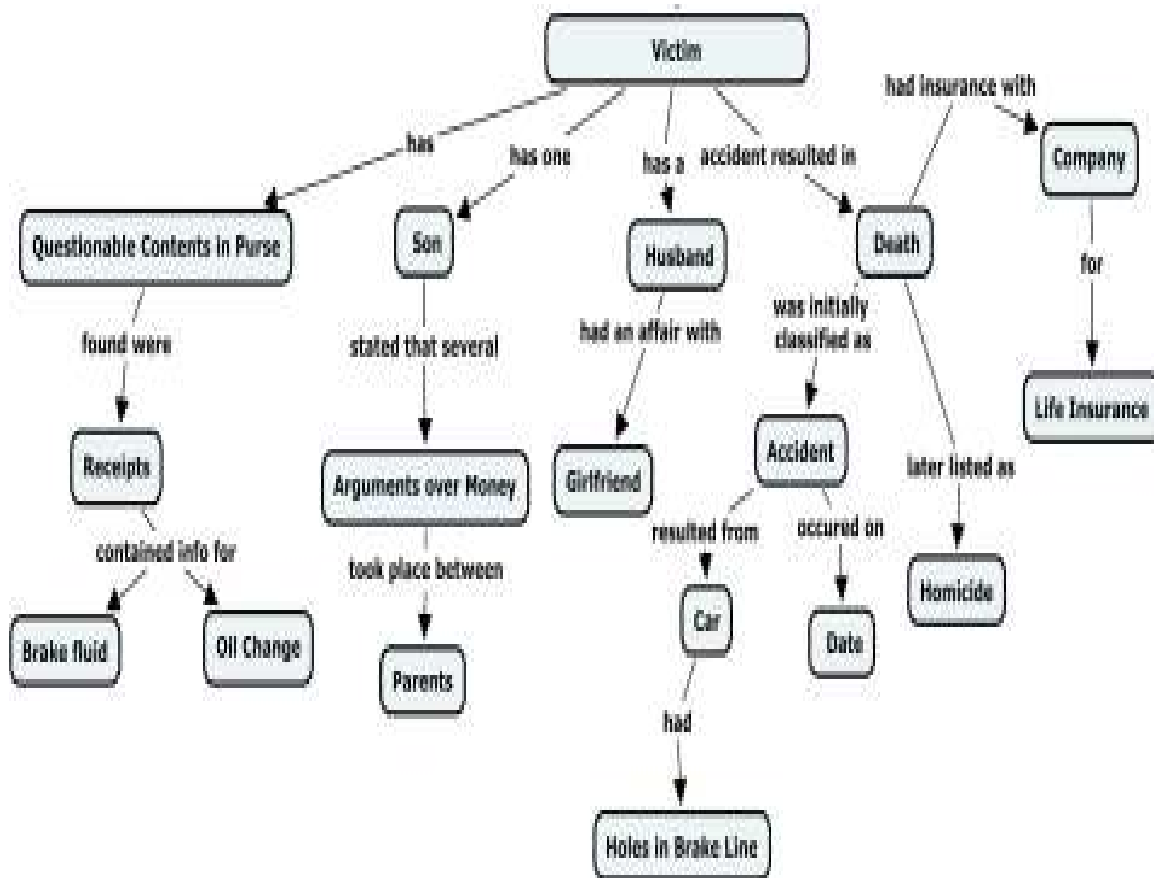 Victim
had insurance with
has
has one
has a
accident resulted in
Company
Questionable Contents in Purse
Son
Husband
Death
for
found were
stated that several
had an affair with
was initially
classified as
Life Insurance
Receipts
Arguments over Money
Girlfriend
Accident
later listed as
contained info for
took place between
resulted from
occured on
Homicide
Brake fluid
Oil Change
Parents
Car
Date
had
Holes in Brake Line